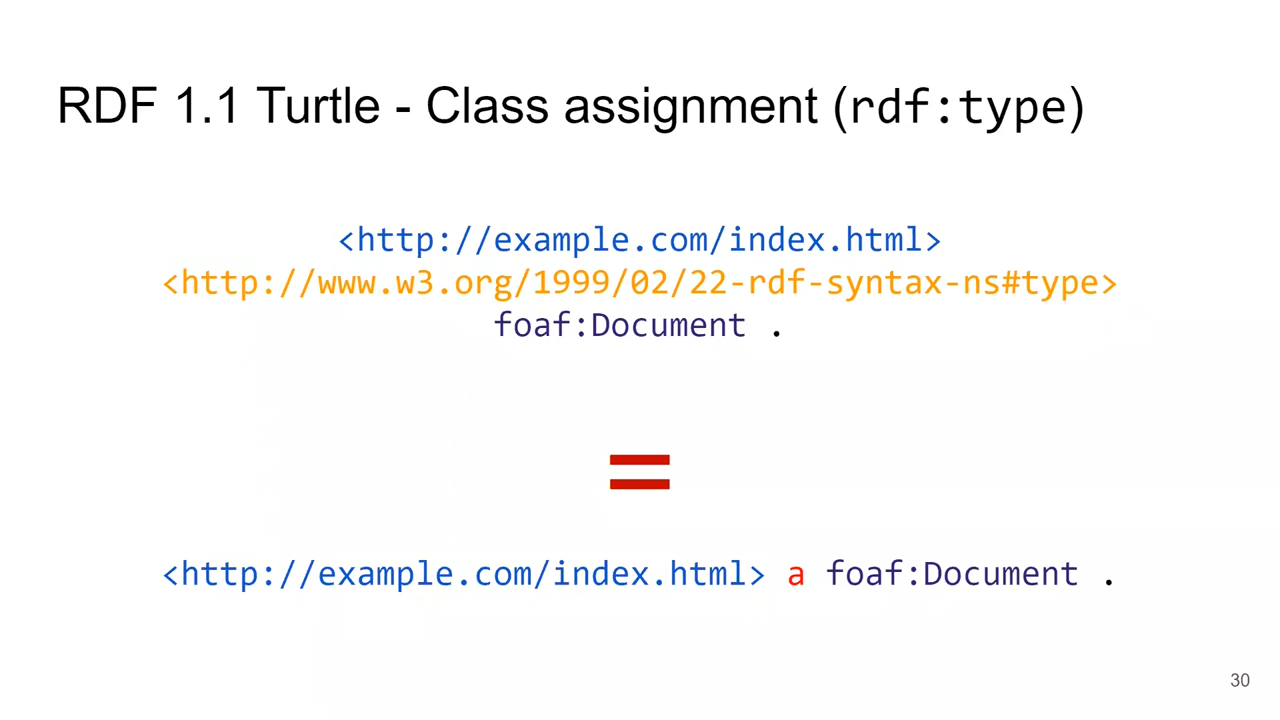 RDF 1.1 Turtle - Class assignment (rdf:type)
<http://example.com/index.html>
<http://www.w3.org/1999/02/22-rdf-syntax-ns#type>
foaf:Document .
=
<http://example.com/index.html> a foaf:Document .
30